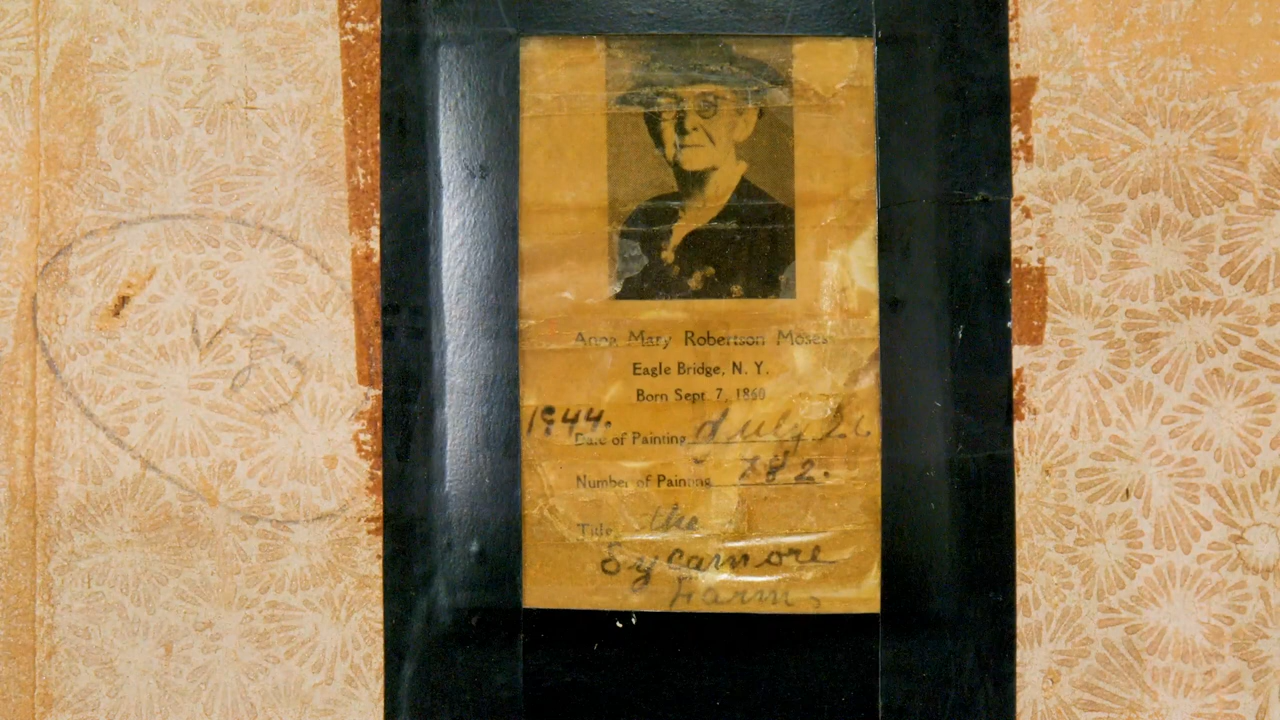 Anna Mary Robertson Moses
Eagle Bridge, N. Y.
Born Sept. 7, 1860
1944.
Date of Painting July 26
Number of Painting 782.
Title the
Sycamore
Farm,